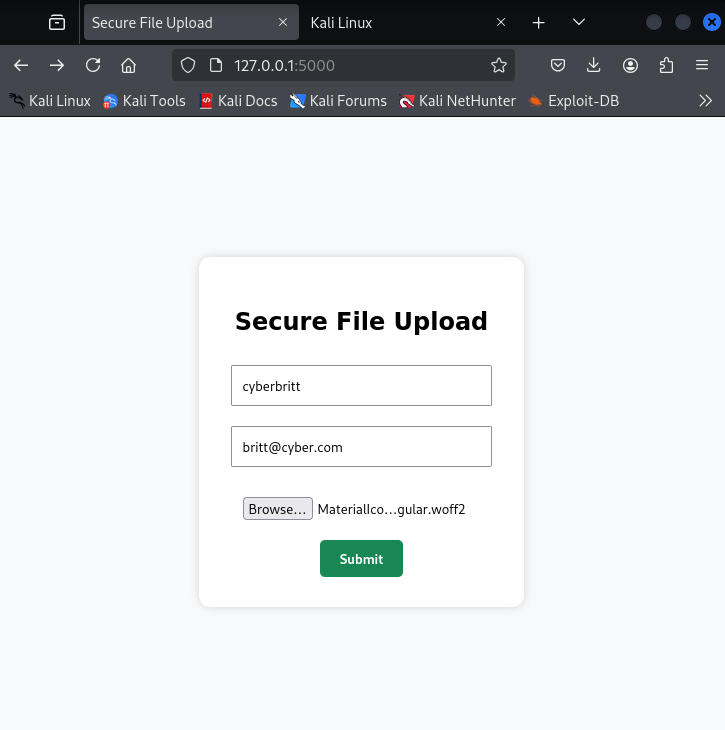 Secure File Upload
Kali Linux
127.0.0.1:5000
Kali Linux Kali Tools Kali Docs Kali Forums Kali NetHunter Exploit-DB
Secure File Upload
cyberbritt
britt@cyber.com
Browse... MaterialIco...gular.woff2
Submit